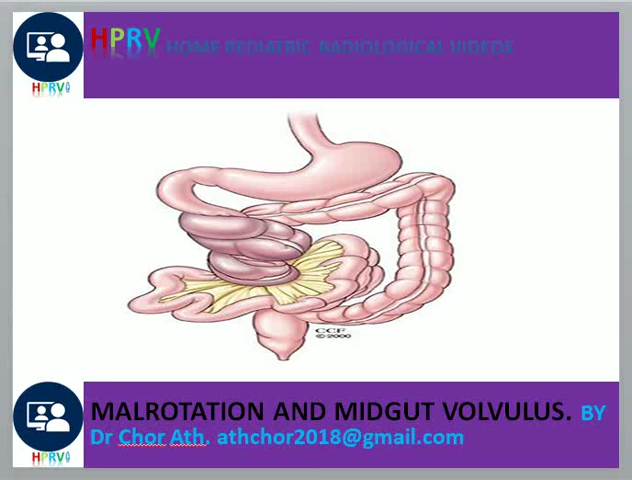 HPRV HOME PEDIATRIC RADIOLOGICAL VIDEOS
HPRV
CCF
©2000
MALROTATION AND MIDGUT VOLVULUS. BY
Dr Chor Ath. athchor2018@gmail.com
HPRV